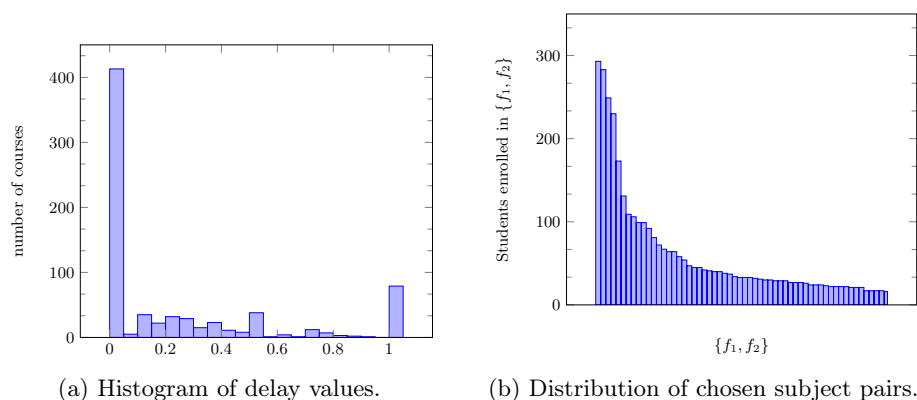 number of courses
400
300
200
100
0
0 0.2 0.4 0.6 0.8 1
(a) Histogram of delay values.
Students enrolled in {f₁, f₂}
300
200
100
0
{f₁, f₂}
(b) Distribution of chosen subject pairs.